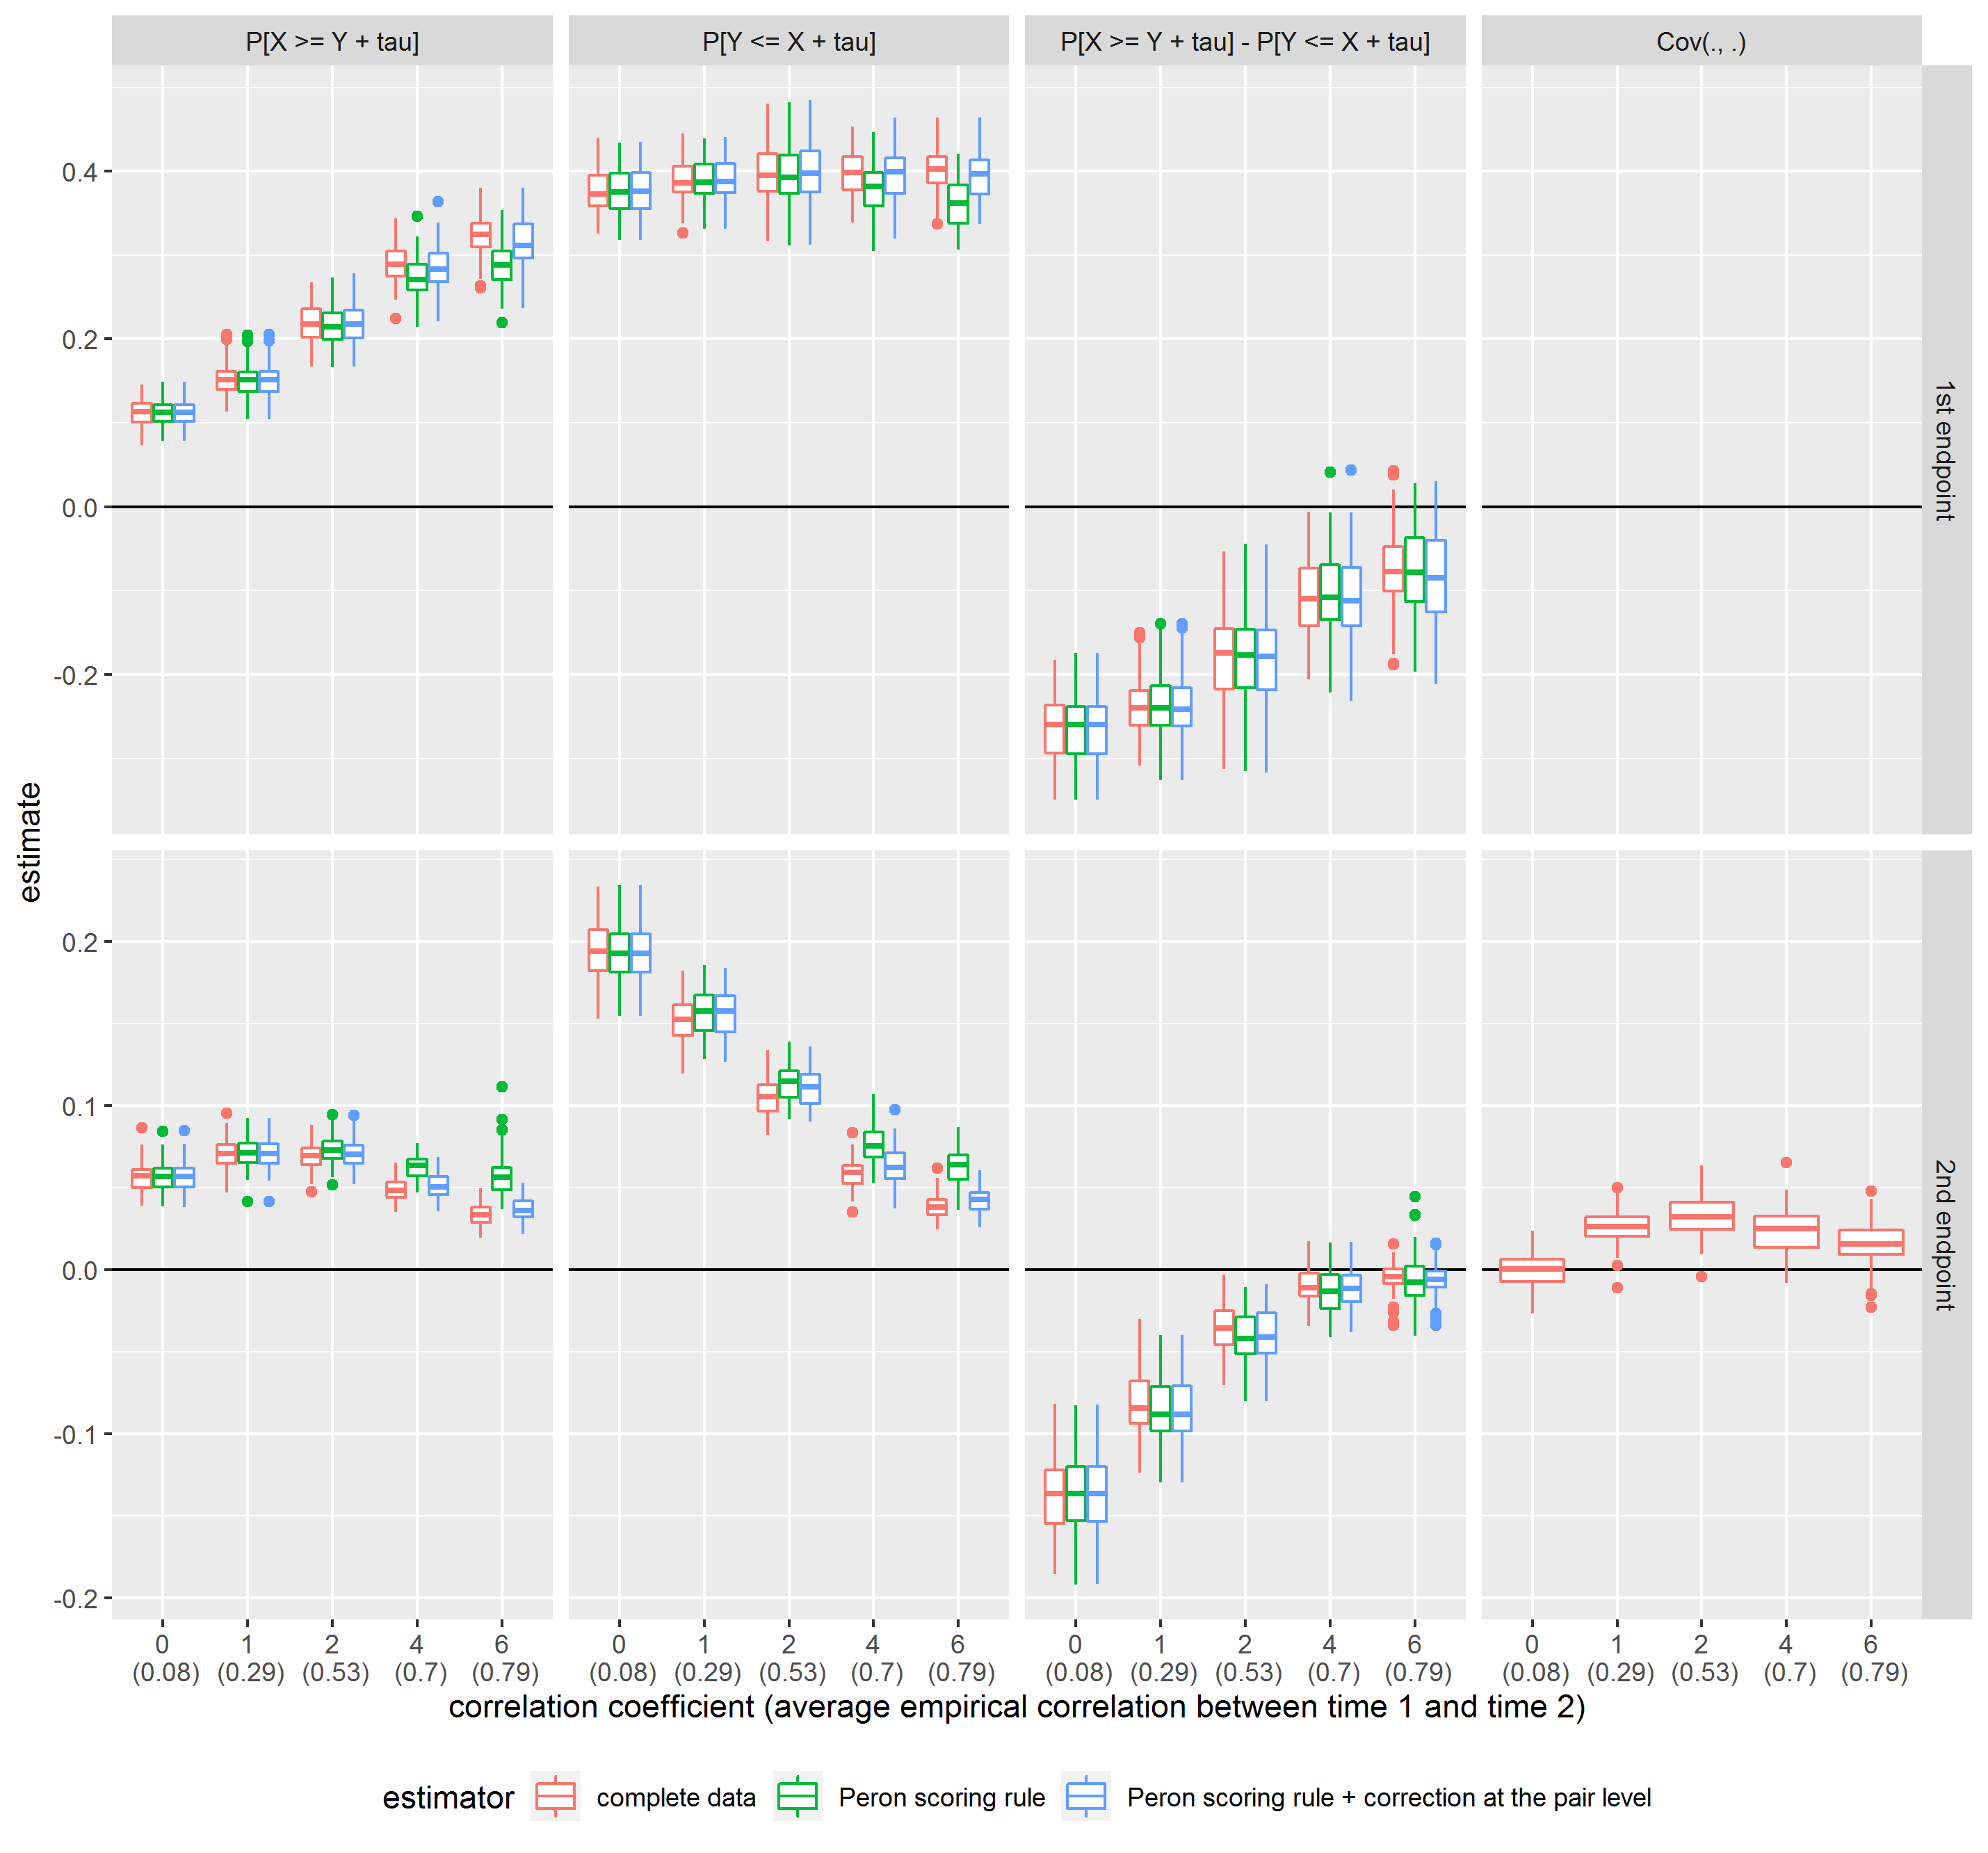 P[X >= Y + tau]
P[Y <= X + tau]
P[X >= Y + tau] - P[Y <= X + tau]
Cov(., .)
estimate
0.4
0.2
0.0
-0.2
1st endpoint
0.2
0.1
0.0
-0.1
-0.2
2nd endpoint
0 1 2 4 6 0 1 2 4 6 0 1 2 4 6 0 1 2 4 6
(0.08) (0.29) (0.53) (0.7) (0.79) (0.08) (0.29) (0.53) (0.7) (0.79) (0.08) (0.29) (0.53) (0.7) (0.79) (0.08) (0.29) (0.53) (0.7) (0.79)
correlation coefficient (average empirical correlation between time 1 and time 2)
estimator complete data Peron scoring rule Peron scoring rule + correction at the pair level